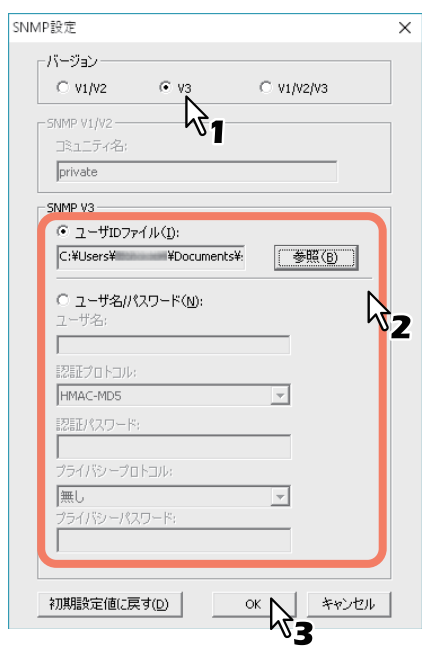 SNMP設定
バージョン
V1/V2 V3 V1/V2/V3
1
SNMP V1/V2
コミュニティ名:
private
SNMP V3
ユーザIDファイル(I):
C:¥Users¥ ¥Documents¥: 参照(B)
ユーザ名/パスワード(N):
2
ユーザ名:
認証プロトコル:
HMAC-MD5
認証パスワード:
プライバシープロトコル:
無し
プライバシーパスワード:
初期設定値に戻す(D) OK キャンセル
3